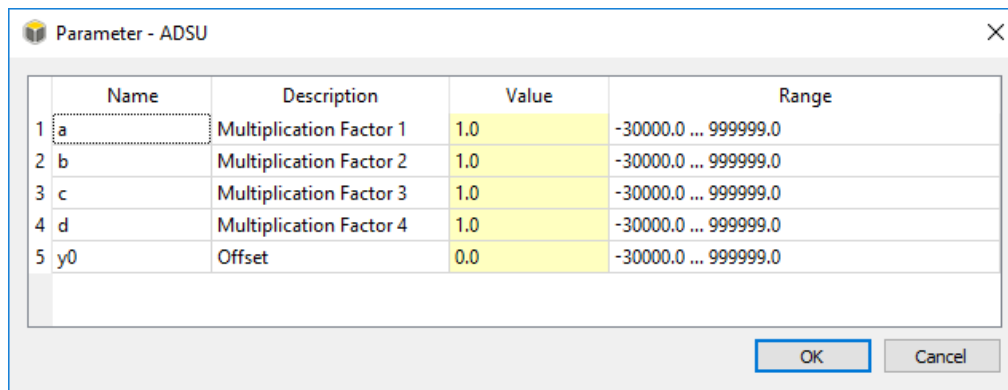 Parameter - ADSU
Name Description Value Range
1 a Multiplication Factor 1 1.0 -30000.0 ... 999999.0
2 b Multiplication Factor 2 1.0 -30000.0 ... 999999.0
3 c Multiplication Factor 3 1.0 -30000.0 ... 999999.0
4 d Multiplication Factor 4 1.0 -30000.0 ... 999999.0
5 y0 Offset 0.0 -30000.0 ... 999999.0
OK Cancel